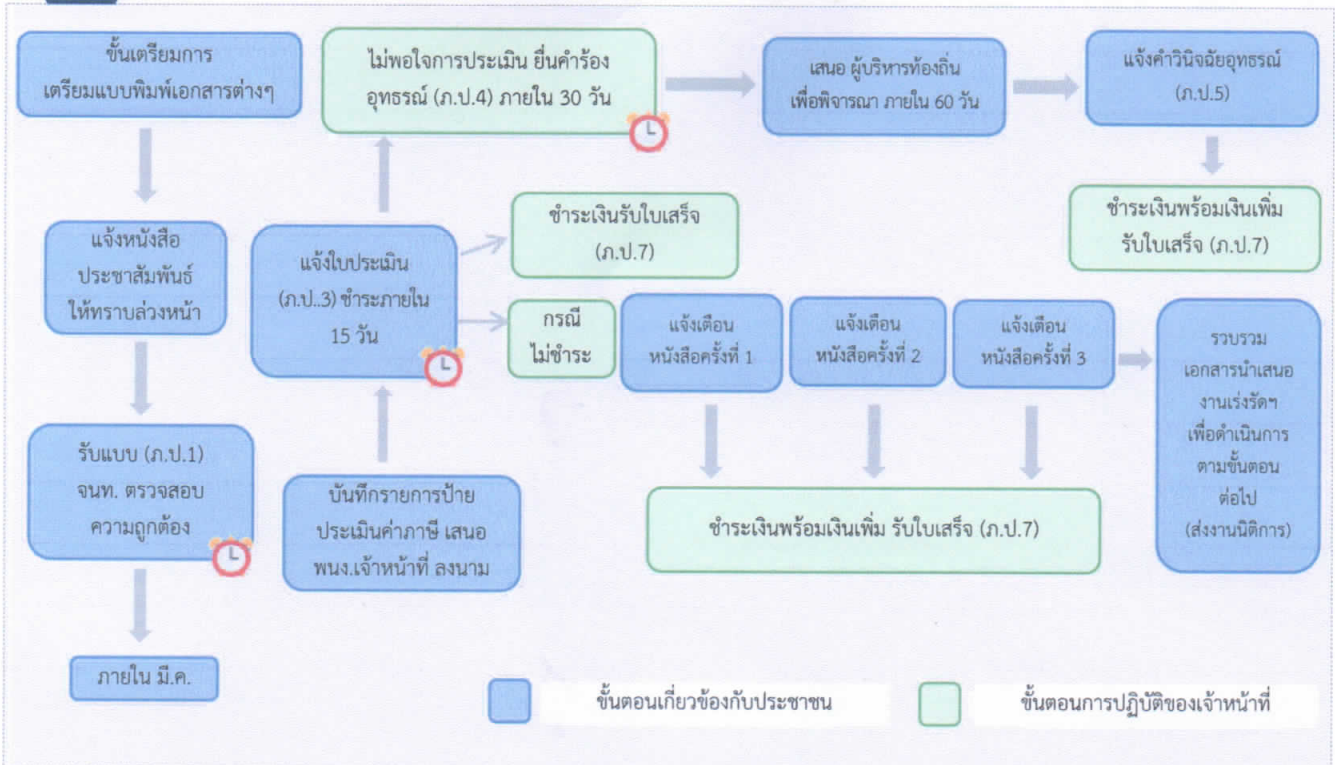 ขั้นเตรียมการ
เตรียมแบบพิมพ์เอกสารต่างๆ
ไม่พอใจการประเมิน ยื่นคำร้อง
อุทธรณ์ (ภ.ป.4) ภายใน 30 วัน
เสนอ ผู้บริหารท้องถิ่น
เพื่อพิจารณา ภายใน 60 วัน
แจ้งคำวินิจฉัยอุทธรณ์
(ภ.ป.5)
ชำระเงินพร้อมเงินเพิ่ม
รับใบเสร็จ (ภ.ป.7)
แจ้งหนังสือ
ประชาสัมพันธ์
ให้ทราบล่วงหน้า
แจ้งใบประเมิน
(ภ.ป..3) ชำระภายใน
15 วัน
ชำระเงินรับใบเสร็จ
(ภ.ป.7)
กรณี
ไม่ชำระ
แจ้งเตือน
หนังสือครั้งที่ 1
แจ้งเตือน
หนังสือครั้งที่ 2
แจ้งเตือน
หนังสือครั้งที่ 3
รวบรวม
เอกสารนำเสนอ
งานเร่งรัดฯ
เพื่อดำเนินการ
ตามขั้นตอน
ต่อไป
(ส่งงานนิติการ)
รับแบบ (ภ.ป.1)
จนท. ตรวจสอบ
ความถูกต้อง
บันทึกรายการป้าย
ประเมินค่าภาษี เสนอ
พนง.เจ้าหน้าที่ ลงนาม
ชำระเงินพร้อมเงินเพิ่ม รับใบเสร็จ (ภ.ป.7)
ภายใน มี.ค.
ขั้นตอนเกี่ยวข้องกับประชาชน
ขั้นตอนการปฏิบัติของเจ้าหน้าที่